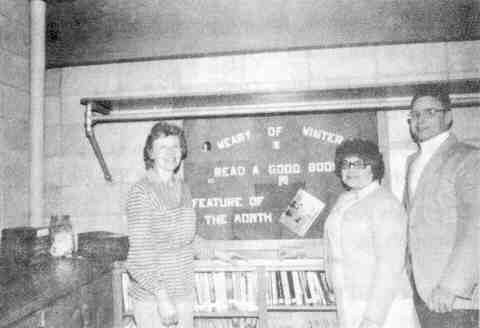 WEARY OF WINTER
READ A GOOD BOOK
FEATURE OF
THE MONTH